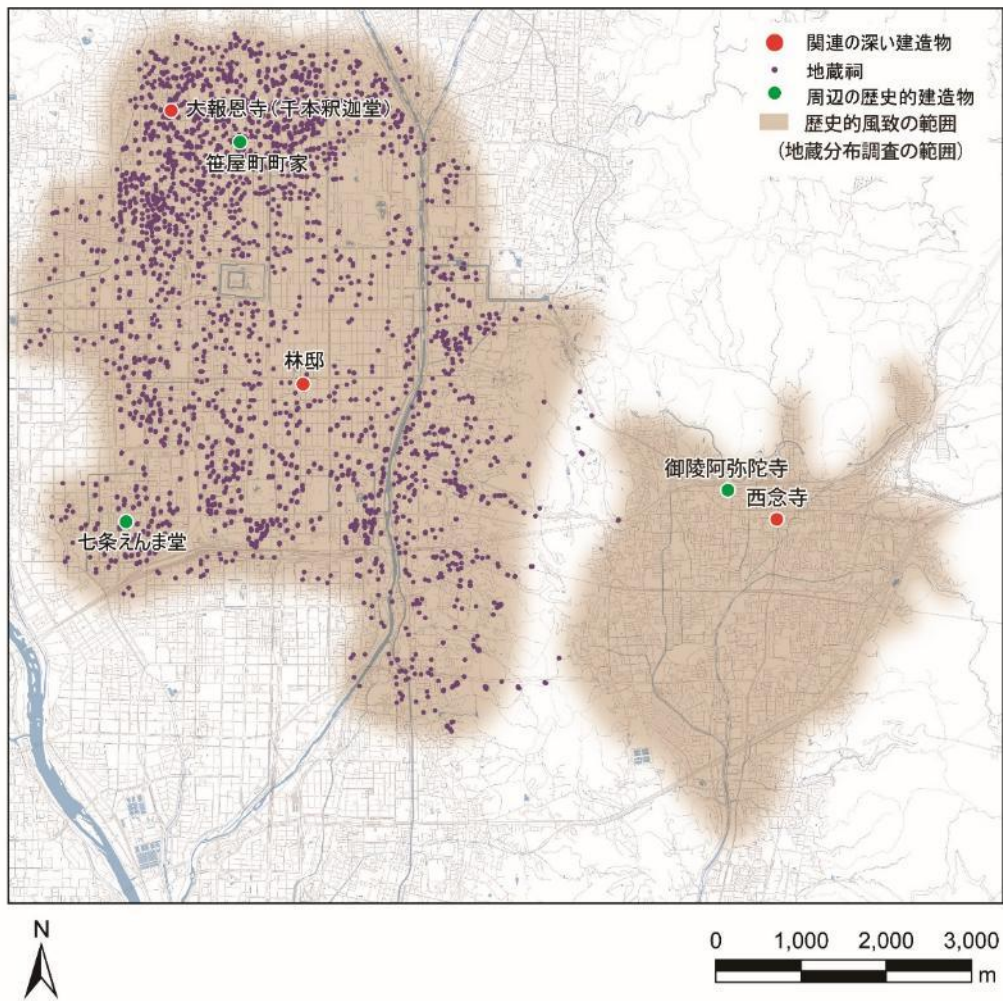 関連の深い建造物
地蔵祠
周辺の歴史的建造物
歴史的風致の範囲
(地蔵分布調査の範囲)
大報恩寺(千本釈迦堂)
笹屋町町家
林邸
御陵阿弥陀寺
西念寺
七条えんま堂
N
0 1,000 2,000 3,000
m